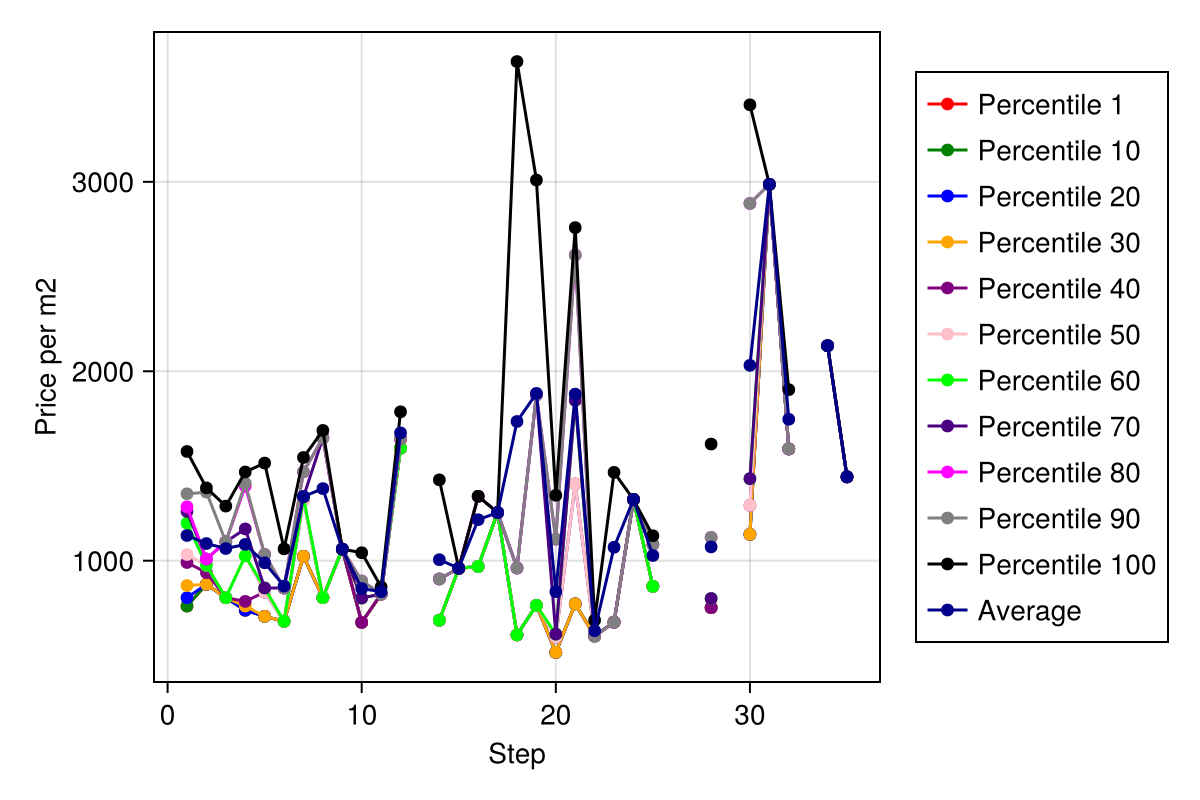 3000
2000
1000
Price per m2
0
10
20
30
Step
Percentile 1
Percentile 10
Percentile 20
Percentile 30
Percentile 40
Percentile 50
Percentile 60
Percentile 70
Percentile 80
Percentile 90
Percentile 100
Average